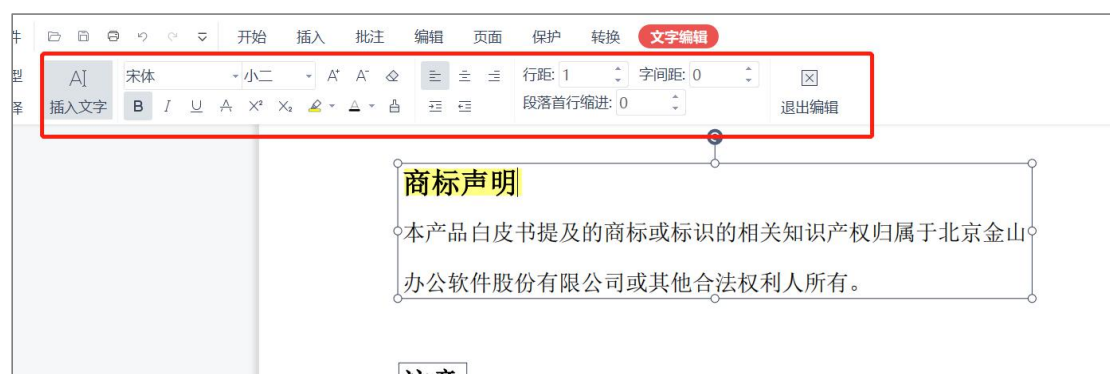 开始 插入 批注 编辑 页面 保护 转换 文字编辑
AI 宋体 小二 A+ A- 行距: 1 字间距: 0
插入文字 B I U A X² X₂ A 段落首行缩进: 0 退出编辑
商标声明
本产品白皮书提及的商标或标识的相关知识产权归属于北京金山
办公软件股份有限公司或其他合法权利人所有。